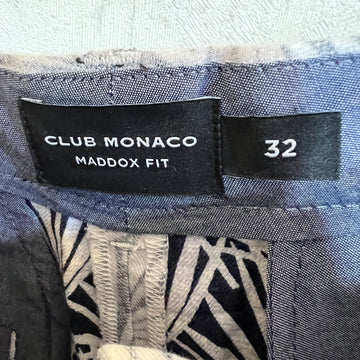 CLUB MONACO
MADDOX FIT
32